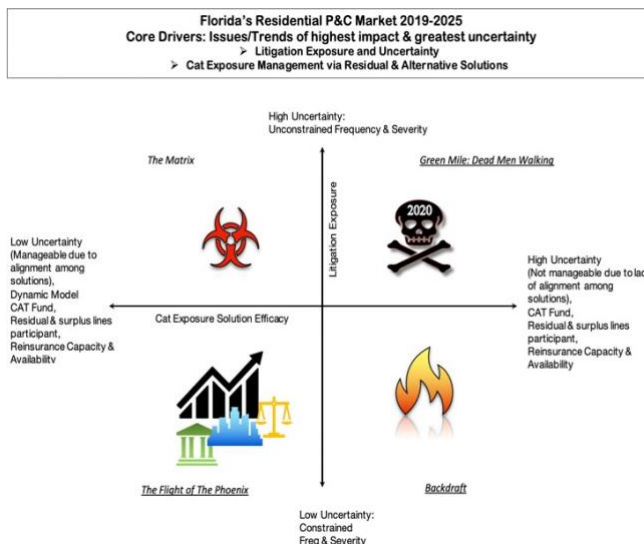 Florida's Residential P&C Market 2019-2025
Core Drivers: Issues/Trends of highest impact & greatest uncertainty
➤ Litigation Exposure and Uncertainty
➤ Cat Exposure Management via Residual & Alternative Solutions
High Uncertainty:
Unconstrained Frequency & Severity
The Matrix
Green Mile: Dead Men Walking
2020
Litigation Exposure
Low Uncertainty
(Manageable due to
alignment among
solutions),
Dynamic Model
CAT Fund,
Residual & surplus lines
participant,
Reinsurance Capacity &
Availability
High Uncertainty
(Not manageable due to lac
of alignment among
solutions),
CAT Fund,
Residual & surplus lines
participant,
Reinsurance Capacity &
Availability
Cat Exposure Solution Efficacy
The Flight of The Phoenix
Backdraft
Low Uncertainty:
Constrained
Freq & Severity